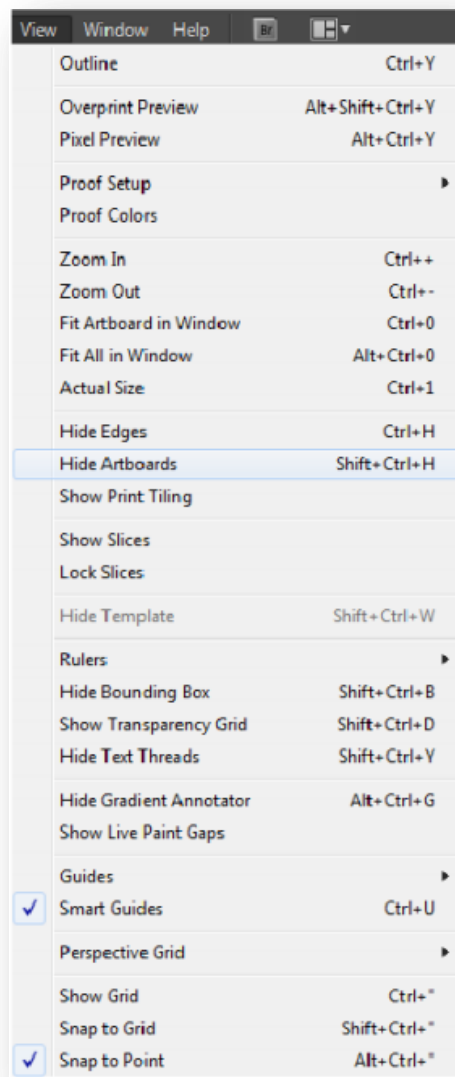 View Window Help Br
Outline Ctrl+Y
Overprint Preview Alt+Shift+Ctrl+Y
Pixel Preview Alt+Ctrl+Y
Proof Setup
Proof Colors
Zoom In Ctrl++
Zoom Out Ctrl+-
Fit Artboard in Window Ctrl+0
Fit All in Window Alt+Ctrl+0
Actual Size Ctrl+1
Hide Edges Ctrl+H
Hide Artboards Shift+Ctrl+H
Show Print Tiling
Show Slices
Lock Slices
Hide Template Shift+Ctrl+W
Rulers
Hide Bounding Box Shift+Ctrl+B
Show Transparency Grid Shift+Ctrl+D
Hide Text Threads Shift+Ctrl+Y
Hide Gradient Annotator Alt+Ctrl+G
Show Live Paint Gaps
Guides
Smart Guides Ctrl+U
Perspective Grid
Show Grid Ctrl+"
Snap to Grid Shift+Ctrl+"
Snap to Point Alt+Ctrl+"